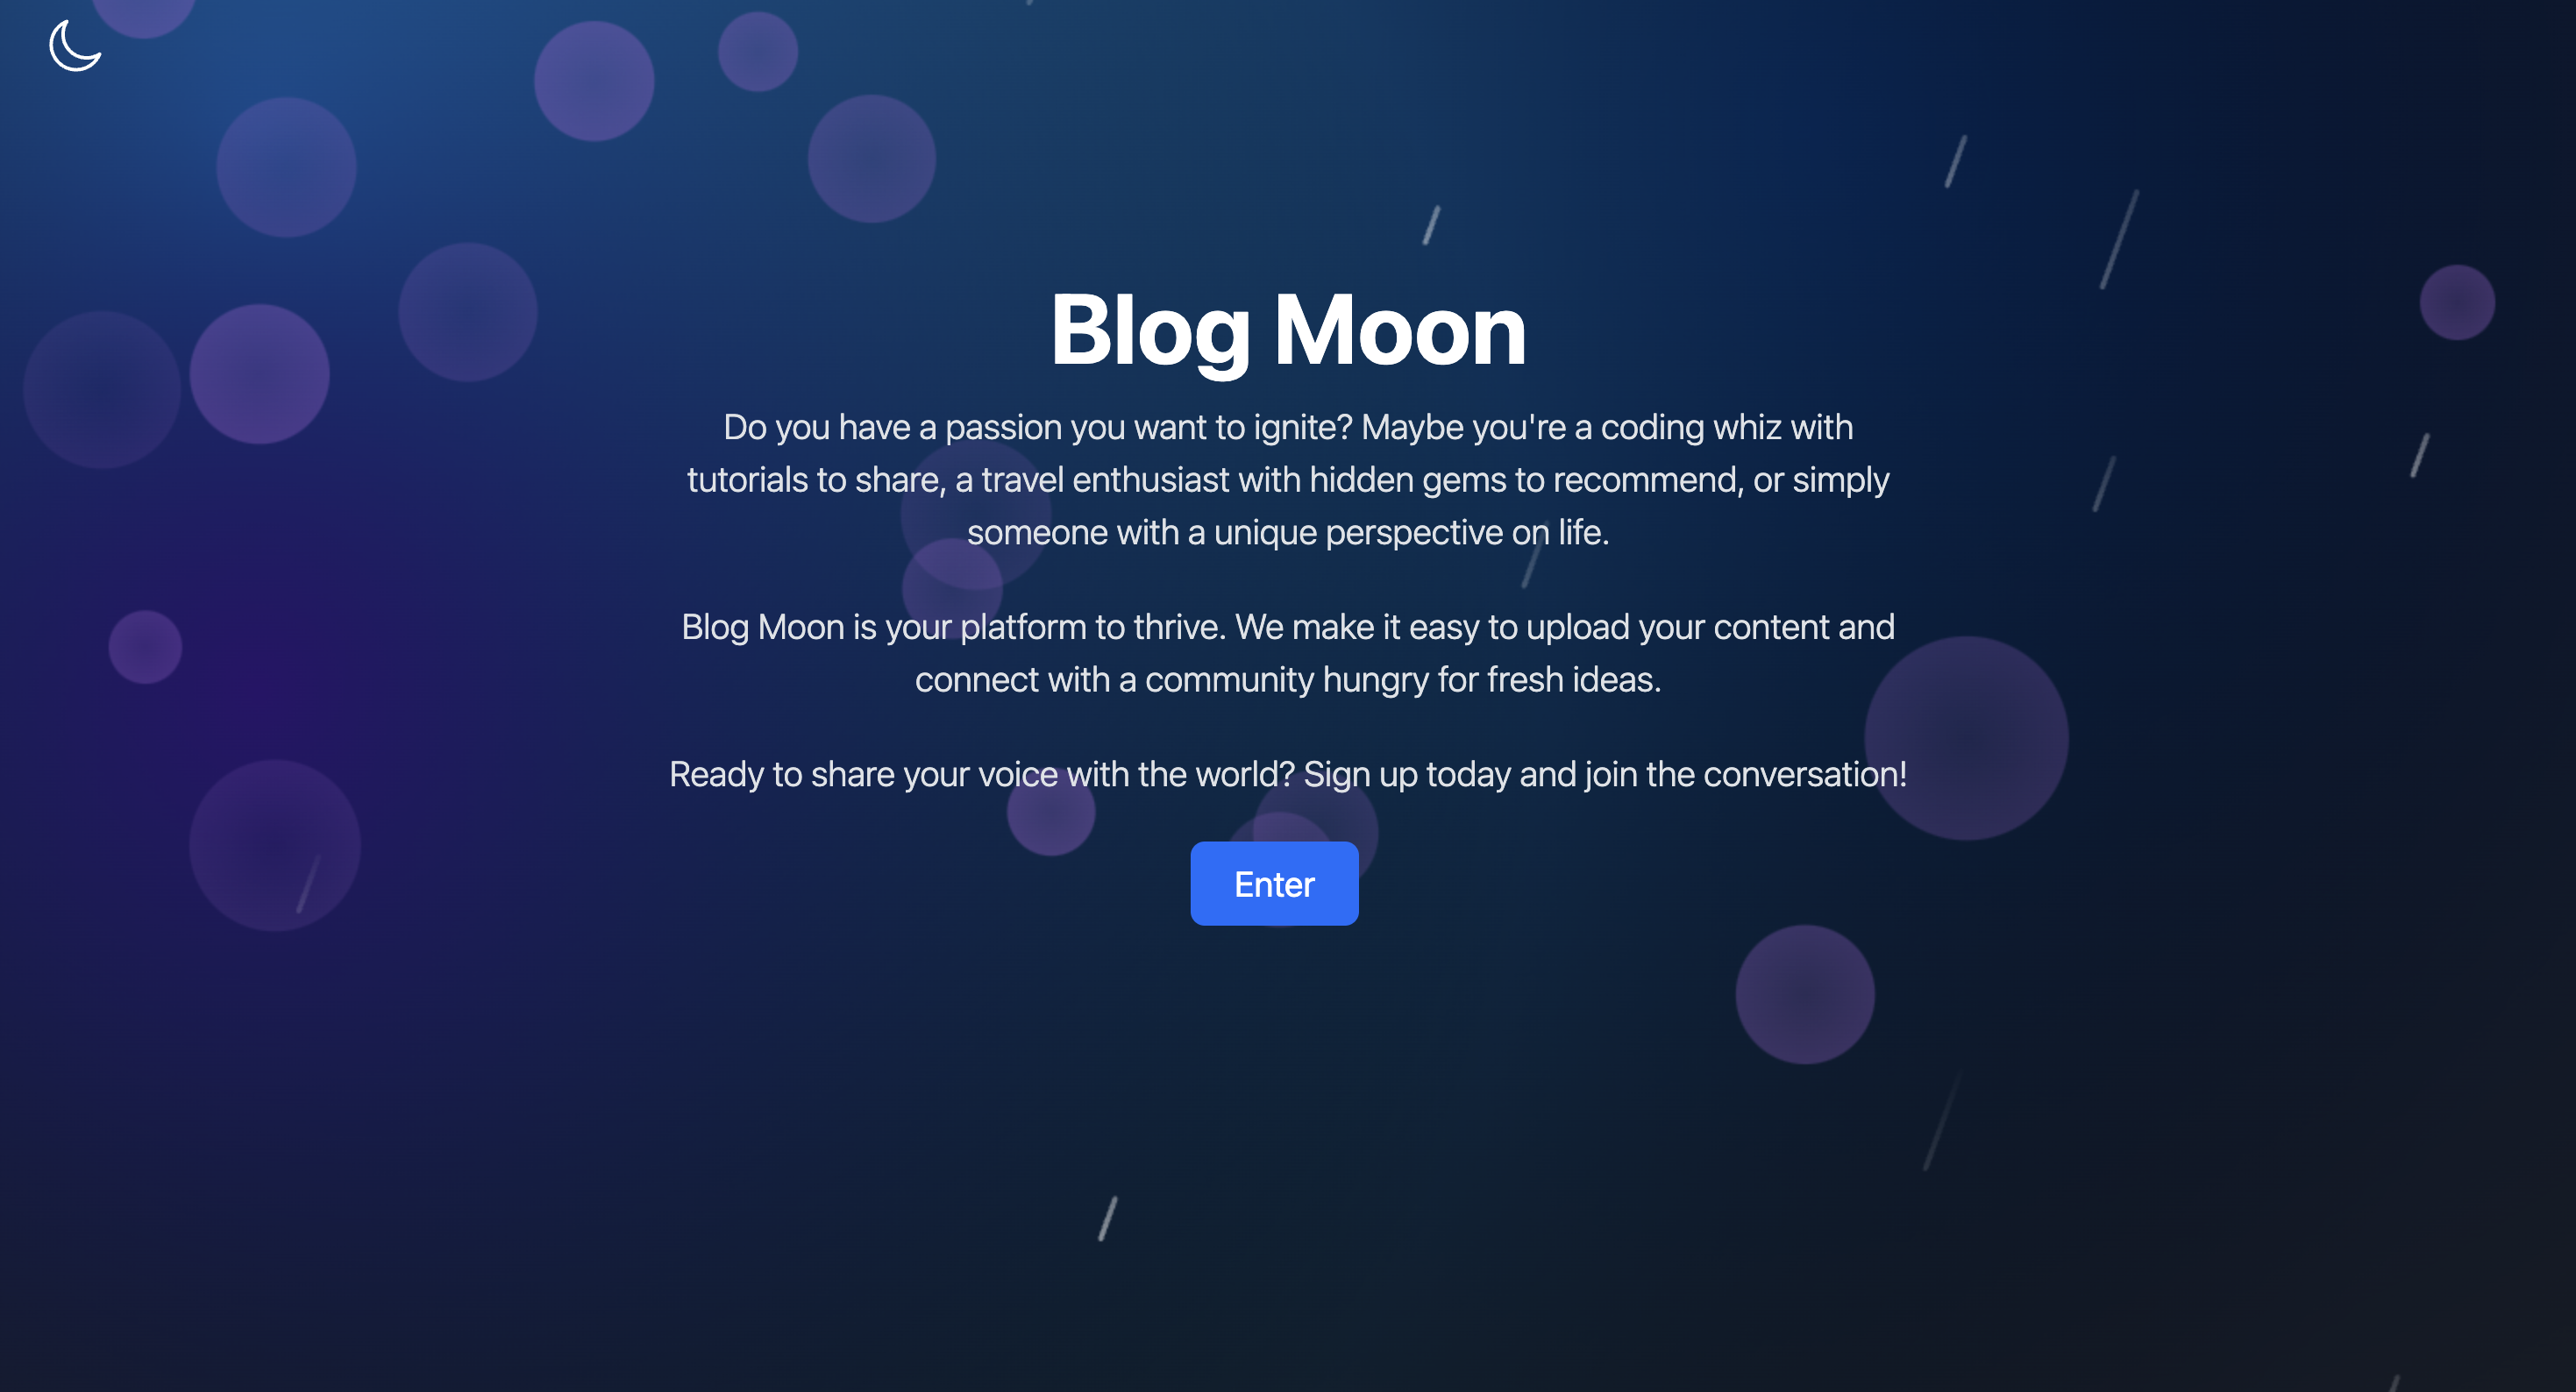 Blog Moon
Do you have a passion you want to ignite? Maybe you're a coding whiz with
tutorials to share, a travel enthusiast with hidden gems to recommend, or simply
someone with a unique perspective on life.
Blog Moon is your platform to thrive. We make it easy to upload your content and
connect with a community hungry for fresh ideas.
Ready to share your voice with the world? Sign up today and join the conversation!
Enter